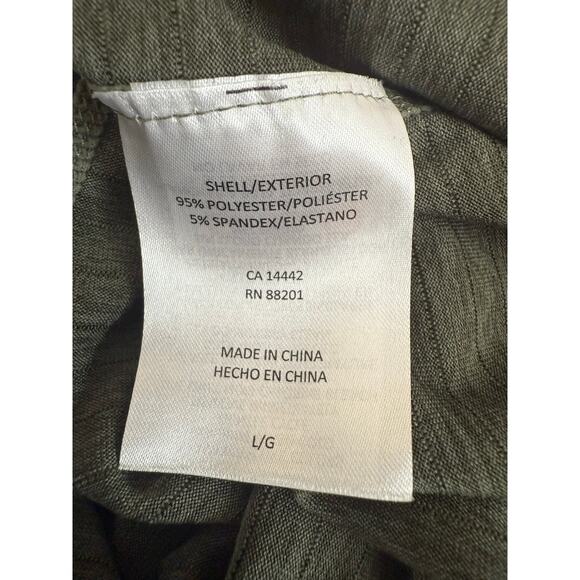 SHELL/EXTERIOR
95% POLYESTER/POLIÉSTER
5% SPANDEX/ELASTANO
CA 14442
RN 88201
MADE IN CHINA
HECHO EN CHINA
L/G